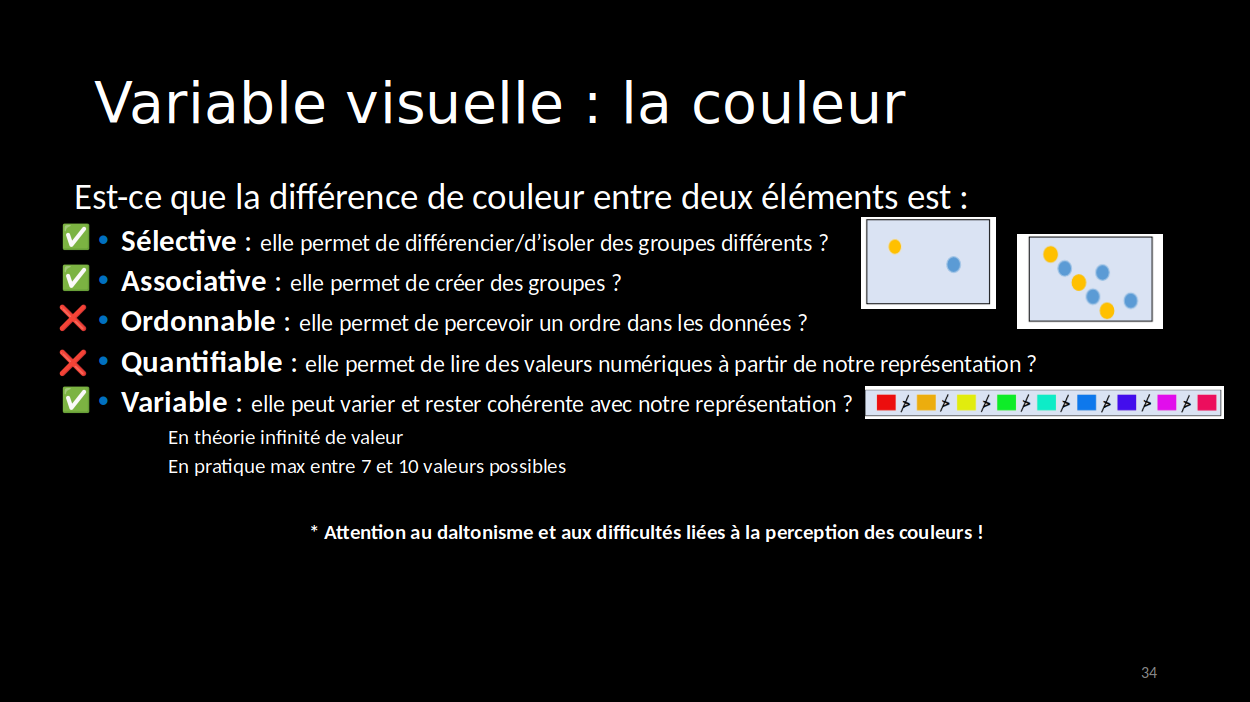 Variable visuelle : la couleur
Est-ce que la différence de couleur entre deux éléments est :
✅ • Sélective : elle permet de différencier/d’isoler des groupes différents ?
✅ • Associative : elle permet de créer des groupes ?
❌ • Ordonnable : elle permet de percevoir un ordre dans les données ?
❌ • Quantifiable : elle permet de lire des valeurs numériques à partir de notre représentation ?
✅ • Variable : elle peut varier et rester cohérente avec notre représentation ?
En théorie infinité de valeur
En pratique max entre 7 et 10 valeurs possibles
* Attention au daltonisme et aux difficultés liées à la perception des couleurs !
34